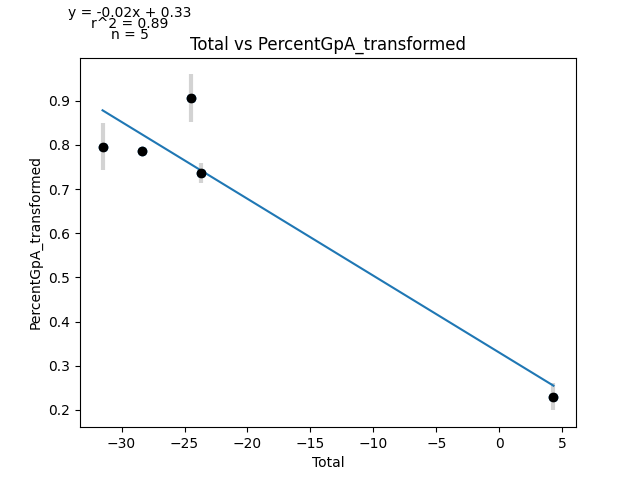 y = -0.02x + 0.33
r^2 = 0.89
n = 5
Total vs PercentGpA_transformed
PercentGpA_transformed
0.9
0.8
0.7
0.6
0.5
0.4
0.3
0.2
−30
−25
−20
−15
−10
−5
0
5
Total